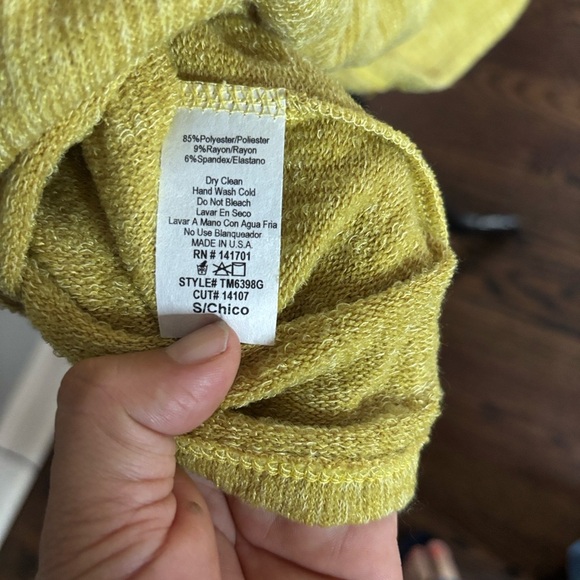 85%Polyester/Poliester
9%Rayon/Rayon
6%Spandex/Elastano
Dry Clean
Hand Wash Cold
Do Not Bleach
Lavar En Seco
Lavar A Mano Con Agua Fria
No Use Blanqueador
MADE IN U.S.A
RN # 141701
STYLE# TM6398G
CUT# 14107
S/Chico